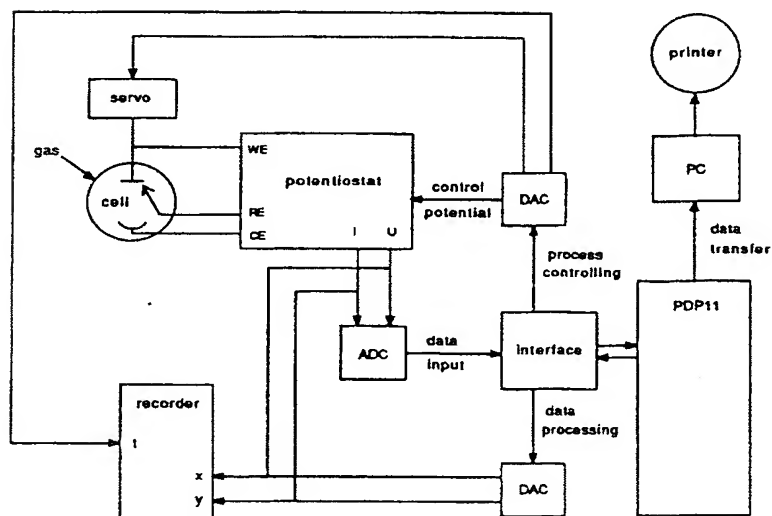 printer
servo
gas
WE
potentiostat
PC
cell
control
potential
DAC
RE
CE
I
U
data
transfer
process
controlling
PDP11
ADC
data
input
interface
recorder
data
processing
t
x
y
DAC